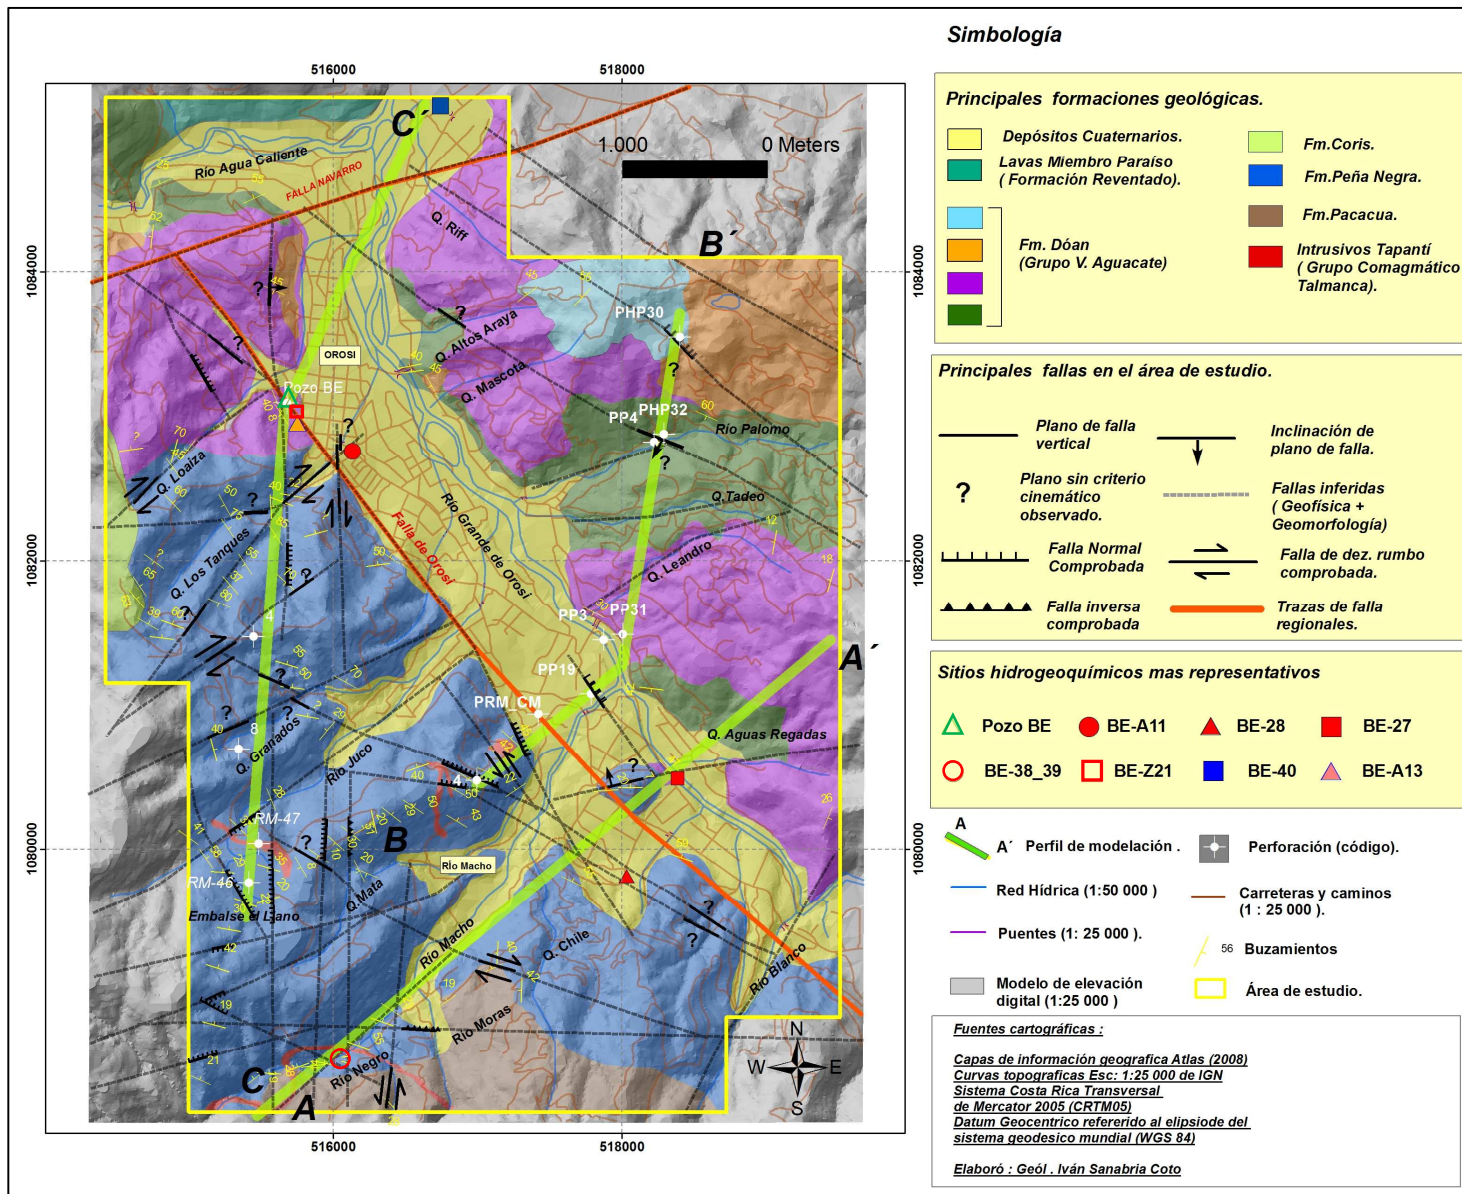 Simbología
516000
518000
C´
1.000
0 Meters
Río Agua Caliente
FALLA NAVARRO
Q. Riff
B´
1084000
1084000
PHP30
Q. Altos Araya
OROSI
Q. Mascota
Pozo BE
PP4
PHP32
Río Palomo
Q. Loaiza
Q.Tadeo
Río Grande de Orosi
Falla de Orosi
1082000
1082000
Q. Los Tanques
Q. Leandro
4
PP3
PP31
A´
PP19
PRM_CM
8
Q. Granados
Río Juco
Q. Aguas Regadas
4
RM-47
B
1080000
1080000
Río Macho
RM-46
Q.Mata
Embalse el Llano
Río Macho
Q. Chile
Río Blanco
Río Moras
Río Negro
C
A
N
W
E
S
516000
518000
Principales formaciones geológicas.
Depósitos Cuaternarios.
Lavas Miembro Paraíso
( Formación Reventado).
Fm. Dóan
(Grupo V. Aguacate)
Fm.Coris.
Fm.Peña Negra.
Fm.Pacacua.
Intrusivos Tapantí
( Grupo Comagmático
Talmanca).
Principales fallas en el área de estudio.
Plano de falla
vertical
Inclinación de
plano de falla.
?
Plano sin criterio
cinemático
observado.
Fallas inferidas
( Geofísica +
Geomorfología)
Falla Normal
Comprobada
Falla de dez. rumbo
comprobada.
Falla inversa
comprobada
Trazas de falla
regionales.
Sitios hidrogeoquímicos mas representativos
Pozo BE
BE-A11
BE-28
BE-27
BE-38_39
BE-Z21
BE-40
BE-A13
A
A´
Perfil de modelación .
Perforación (código).
Red Hídrica (1:50 000 )
Carreteras y caminos
(1 : 25 000 ).
Puentes (1: 25 000 ).
56
Buzamientos
Modelo de elevación
digital (1:25 000 )
Área de estudio.
Fuentes cartográficas :
Capas de información geografica Atlas (2008)
Curvas topograficas Esc: 1:25 000 de IGN
Sistema Costa Rica Transversal
de Mercator 2005 (CRTM05)
Datum Geocentrico refererido al elipsiode del
sistema geodesico mundial (WGS 84)
Elaboró : Geól . Iván Sanabria Coto